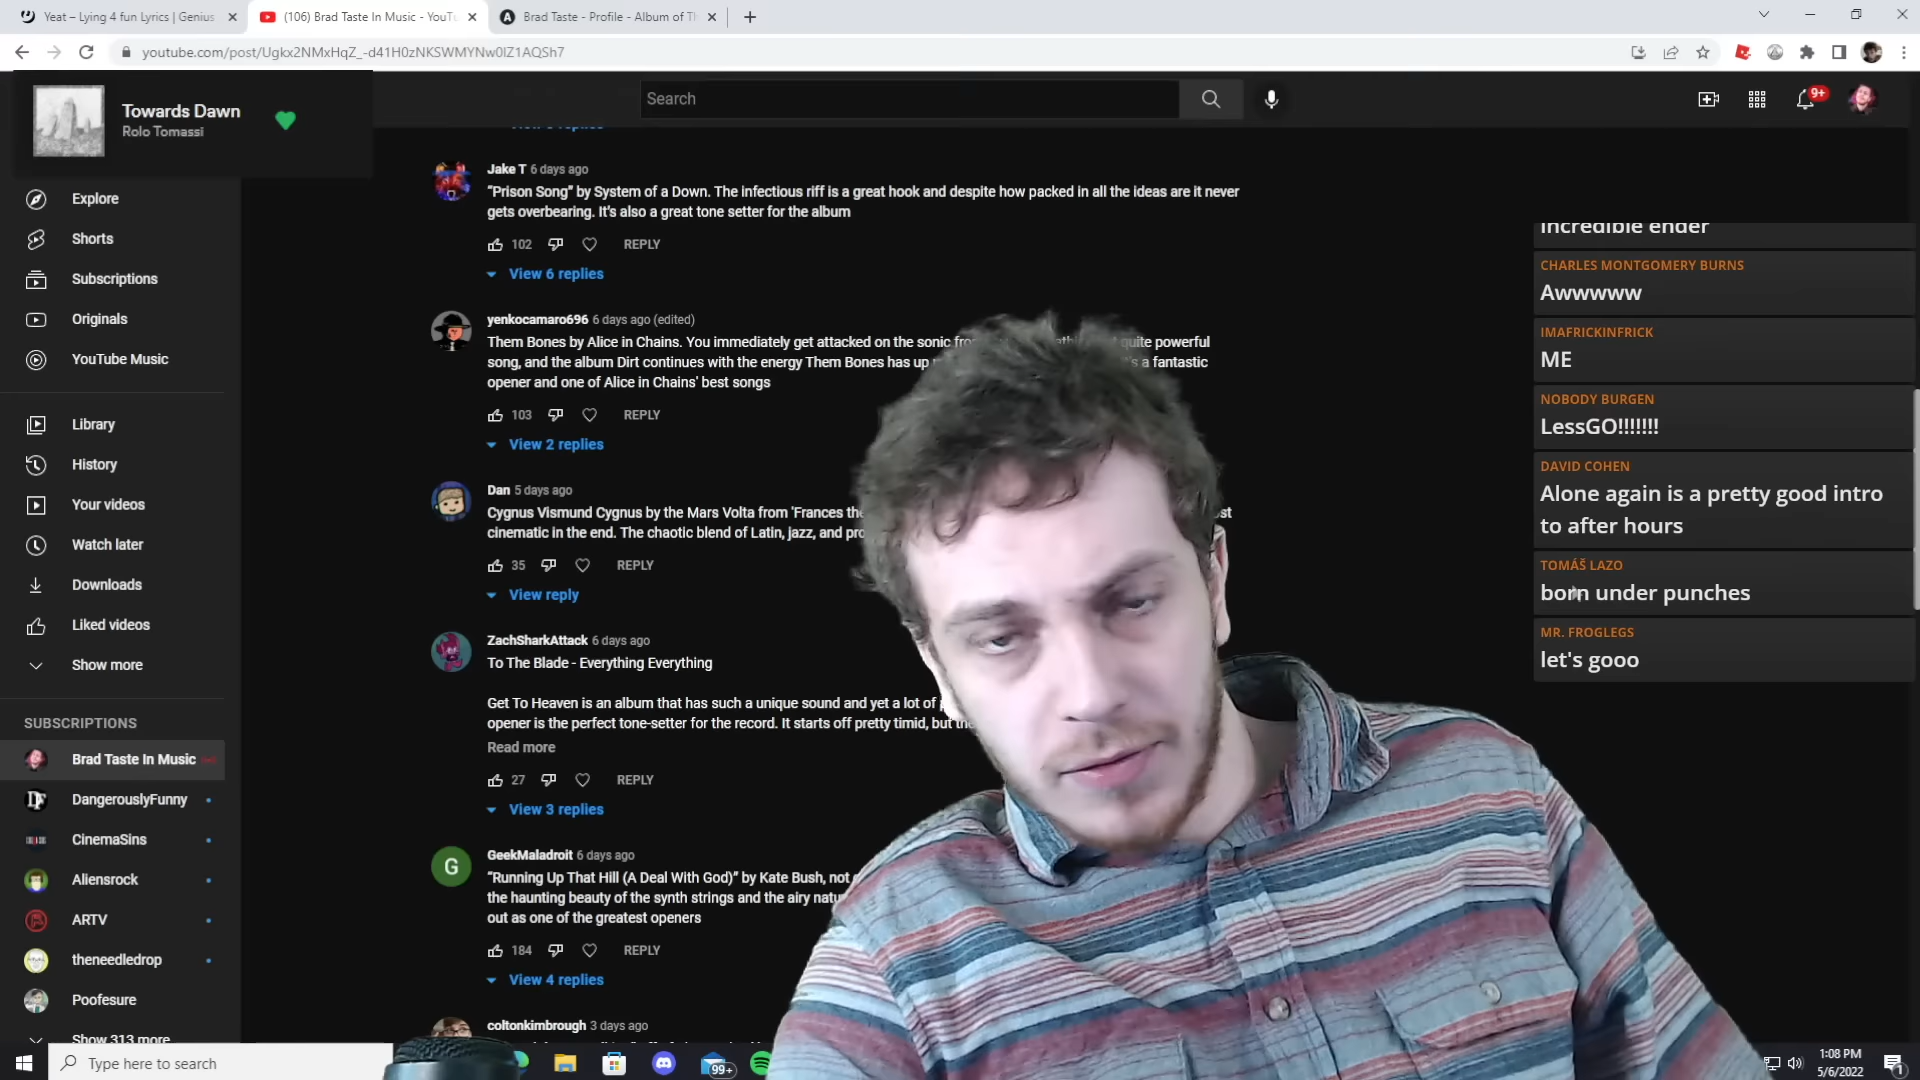 Yeat – Lying 4 fun Lyrics | Genius
(106) Brad Taste In Music - YouTu
Brad Taste - Profile - Album of Th
youtube.com/post/Ugkx2NMxHqZ_-d41H0zNKSWMYNw0IZ1AQSh7
Towards Dawn
Rolo Tomassi
Search
9+
Explore
Shorts
Subscriptions
Originals
YouTube Music
Library
History
Your videos
Watch later
Downloads
Liked videos
Show more
SUBSCRIPTIONS
Brad Taste In Music
DangerouslyFunny
CinemaSins
Aliensrock
ARTV
theneedledrop
Poofesure
Show 313 more
Jake T 6 days ago
“Prison Song” by System of a Down. The infectious riff is a great hook and despite how packed in all the ideas are it never
gets overbearing. It's also a great tone setter for the album
102 REPLY
View 6 replies
yenkocamaro696 6 days ago (edited)
Them Bones by Alice in Chains. You immediately get attacked on the sonic quite powerful
song, and the album Dirt continues with the energy Them Bones has up a fantastic
opener and one of Alice in Chains' best songs
103 REPLY
View 2 replies
Dan 5 days ago
Cygnus Vismund Cygnus by the Mars Volta from 'Frances the
cinematic in the end. The chaotic blend of Latin, jazz, and
35 REPLY
View reply
ZachSharkAttack 6 days ago
To The Blade - Everything Everything
Get To Heaven is an album that has such a unique sound and yet a lot of
opener is the perfect tone-setter for the record. It starts off pretty timid, but
Read more
27 REPLY
View 3 replies
G
GeekMaladroit 6 days ago
“Running Up That Hill (A Deal With God)” by Kate Bush, not
the haunting beauty of the synth strings and the airy
out as one of the greatest openers
184 REPLY
View 4 replies
coltonkimbrough 3 days ago
incredible ender
CHARLES MONTGOMERY BURNS
Awwwww
IMAFRICKINFRICK
ME
NOBODY BURGEN
LessGO!!!!!!!
DAVID COHEN
Alone again is a pretty good intro
to after hours
TOMÁŠ LAZO
born under punches
MR. FROGLEGS
let's gooo
Type here to search
99+
1:08 PM
5/6/2022
1